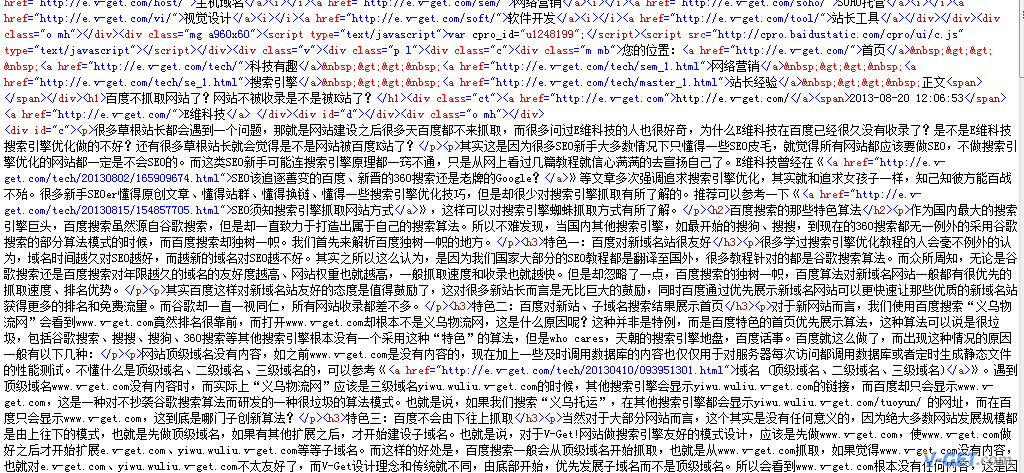 href="http://e.v-get.com/host/">主机域名</a><i></i><a href="http://e.v-get.com/sem/">网络营销</a><i></i><a href="http://e.v-get.com/soho/">SOHO托管</a><i></i><a
href="http://e.v-get.com/vi/">视觉设计</a><i></i><a href="http://e.v-get.com/soft/">软件开发</a><i></i><a href="http://e.v-get.com/tool/">站长工具</a></div></div><div
class="o mh"></div><div class="mg a960x60"><script type="text/javascript">var cpro_id="u1248199";</script><script src="http://cpro.baidustatic.com/cpro/ui/c.js"
type="text/javascript"></script></div><div class="v"><div class="p l"><div class="c"><div class="m mb">您的位置：<a href="http://e.v-get.com/">首页</a>&nbsp;&gt;&gt;
&nbsp;<a href="http://e.v-get.com/tech/">科技有趣</a>&nbsp;&gt;&gt;&nbsp;<a href="http://e.v-get.com/tech/sem_1.html">网络营销</a>&nbsp;&gt;&gt;&nbsp;<a
href="http://e.v-get.com/tech/se_1.html">搜索引擎</a>&nbsp;&gt;&gt;&nbsp;<a href="http://e.v-get.com/tech/master_1.html">站长经验</a>&nbsp;&gt;&gt;&nbsp;正文<span>
</span></div><h1>百度不抓取网站了？网站不被收录是不是被K站了？</h1><div class="ct"><a href="http://e.v-get.com">http://e.v-get.com/</a><span>2013-08-20 12:06:53</span>
<a href="http://e.v-get.com/">E维科技</a> </div><div id="d"></div><div class="o mh"></div>
<div id="c"><p>很多草根站长都会遇到一个问题，那就是网站建设之后很多天百度都不来抓取，而很多问过E维科技的人也很好奇，为什么E维科技在百度已经很久没有收录了？是不是E维科技
搜索引擎优化做的不好？还有很多草根站长就会觉得是不是网站被百度K站了？</p><p>其实这是因为很多SEO新手大多数情况下只懂得一些SEO皮毛，就觉得所有网站都应该要做SEO，不做搜索引
擎优化的网站都一定是不会SEO的。而这类SEO新手可能连搜索引擎原理都一窍不通，只是从网上看过几篇教程就信心满满的去宣扬自己了。E维科技曾经在《<a href="http://e.v-
get.com/tech/20130802/165909674.html">SEO该追逐善变的百度、新晋的360搜索还是老牌的Google？</a>》等文章多次强调追求搜索引擎优化，其实就和追求女孩子一样，知己知彼方能百战
不殆。很多新手SEOer懂得原创文章、懂得站群、懂得换链、懂得一些搜索引擎优化技巧，但是却很少对搜索引擎抓取有所了解的。推荐可以参考一下《<a href="http://e.v-
get.com/tech/20130815/154857705.html">SEO须知搜索引擎抓取网站方式</a>》，这样可以对搜索引擎蜘蛛抓取方式有所了解。</p><h2>百度搜索的那些特色算法</h2><p>作为国内最大的搜索
引擎巨头，百度搜索虽然源自谷歌搜索，但是却一直致力于打造出属于自己的搜索算法。所以不难发现，当国内其他搜索引擎，如最开始的搜狗、搜搜，到现在的360搜索都无一例外的采用谷歌
搜索的部分算法模式的时候，而百度搜索却独树一帜。我们首先来解析百度独树一帜的地方。</p><h3>特色一：百度对新域名站很友好</h3><p>很多学过搜索引擎优化教程的人会毫不例外的认
为，域名时间越久对SEO越好，而越新的域名对SEO越不好。其实之所以这么认为，是因为我们国家大部分的SEO教程都是翻译至国外，很多教程针对的都是谷歌搜索算法。而众所周知，无论是谷
歌搜索还是百度搜索对年限越久的域名的友好度越高、网站权重也就越高，一般抓取速度和收录也就越快。但是却忽略了一点，百度搜索的独树一帜，百度算法对新域名网站一般都有很优先的
抓取速度、排名优势。</p><p>其实百度这样对新域名站友好的态度是值得鼓励了，这对很多新站长而言是无比巨大的鼓励，同时百度通过优先展示新域名网站可以更快速让那些优质的新域名站
获得更多的排名和免费流量。而谷歌却一直一视同仁，所有网站收录都差不多。</p><h3>特色二：百度对新站、子域名搜索结果展示首页</h3><p>对于新网站而言，我们使用百度搜索“义乌物
流网”会看到www.v-get.com竟然排名很靠前，而打开www.v-get.com却根本不是义乌物流网，这是什么原因呢？这种并非是特例，而是百度特色的首页优先展示算法，这种算法可以说是很垃
圾，包括谷歌搜索、搜搜、搜狗、360搜索等其他搜索引擎根本没有一个采用这种“特色”的算法，但是who cares，天朝的搜索引擎地盘，百度话事。百度就这么做了，而出现这种情况的原因
一般有以下几种：</p><p>网站顶级域名没有内容，如之前www.v-get.com是没有内容的，现在加上一些及时调用数据库的内容也仅仅用于对服务器每次访问都调用数据库或者定时生成静态文件
的性能测试。不懂什么是顶级域名、二级域名、三级域名的，可以参考《<a href="http://e.v-get.com/tech/20130410/093951301.html">域名（顶级域名、二级域名、三级域名）</a>》。遇到
顶级域名www.v-get.com没有内容时，而实际上“义乌物流网”应该是三级域名yiwu.wuliu.v-get.com的时候，其他搜索引擎会显示yiwu.wuliu.v-get.com的链接，而百度却只会显示www.v-
get.com，这是一种对不抄袭谷歌搜索算法而研发的一种很垃圾的算法模式。也就是说，如果我们搜索“义乌托运”，在其他搜索引擎都会显示yiwu.wuliu.v-get.com/tuoyun/ 的网址，而在百
度只会显示www.v-get.com，这到底是哪门子创新算法？</p><h3>特色三：百度不会由下往上抓取</h3><p>当然对于大部分网站而言，这个其实是没有任何意义的，因为绝大多数网站发展规模都
是由上往下的模式，也就是先做顶级域名，如果有其他扩展之后，才开始建设子域名。也就是说，对于V-Get!网站做搜索引擎友好的模式设计，应该是先做www.v-get.com，使www.v-get.com做
好之后才开始扩展e.v-get.com、yiwu.wuliu.v-get.com等等子域名。而这样的好处是，百度搜索一般会从顶级域名开始抓取，也就是从www.v-get.com抓取，如果觉得www.v-get.com没有内容，
也就对e.v-get.com、yiwu.wuliu.v-get.com不太友好了，而V-Get设计理念和传统就不同，由底部开始，优先发展子域名而不是顶级域名。所以会看到www.v-get.com根本没有任何内容，这是因